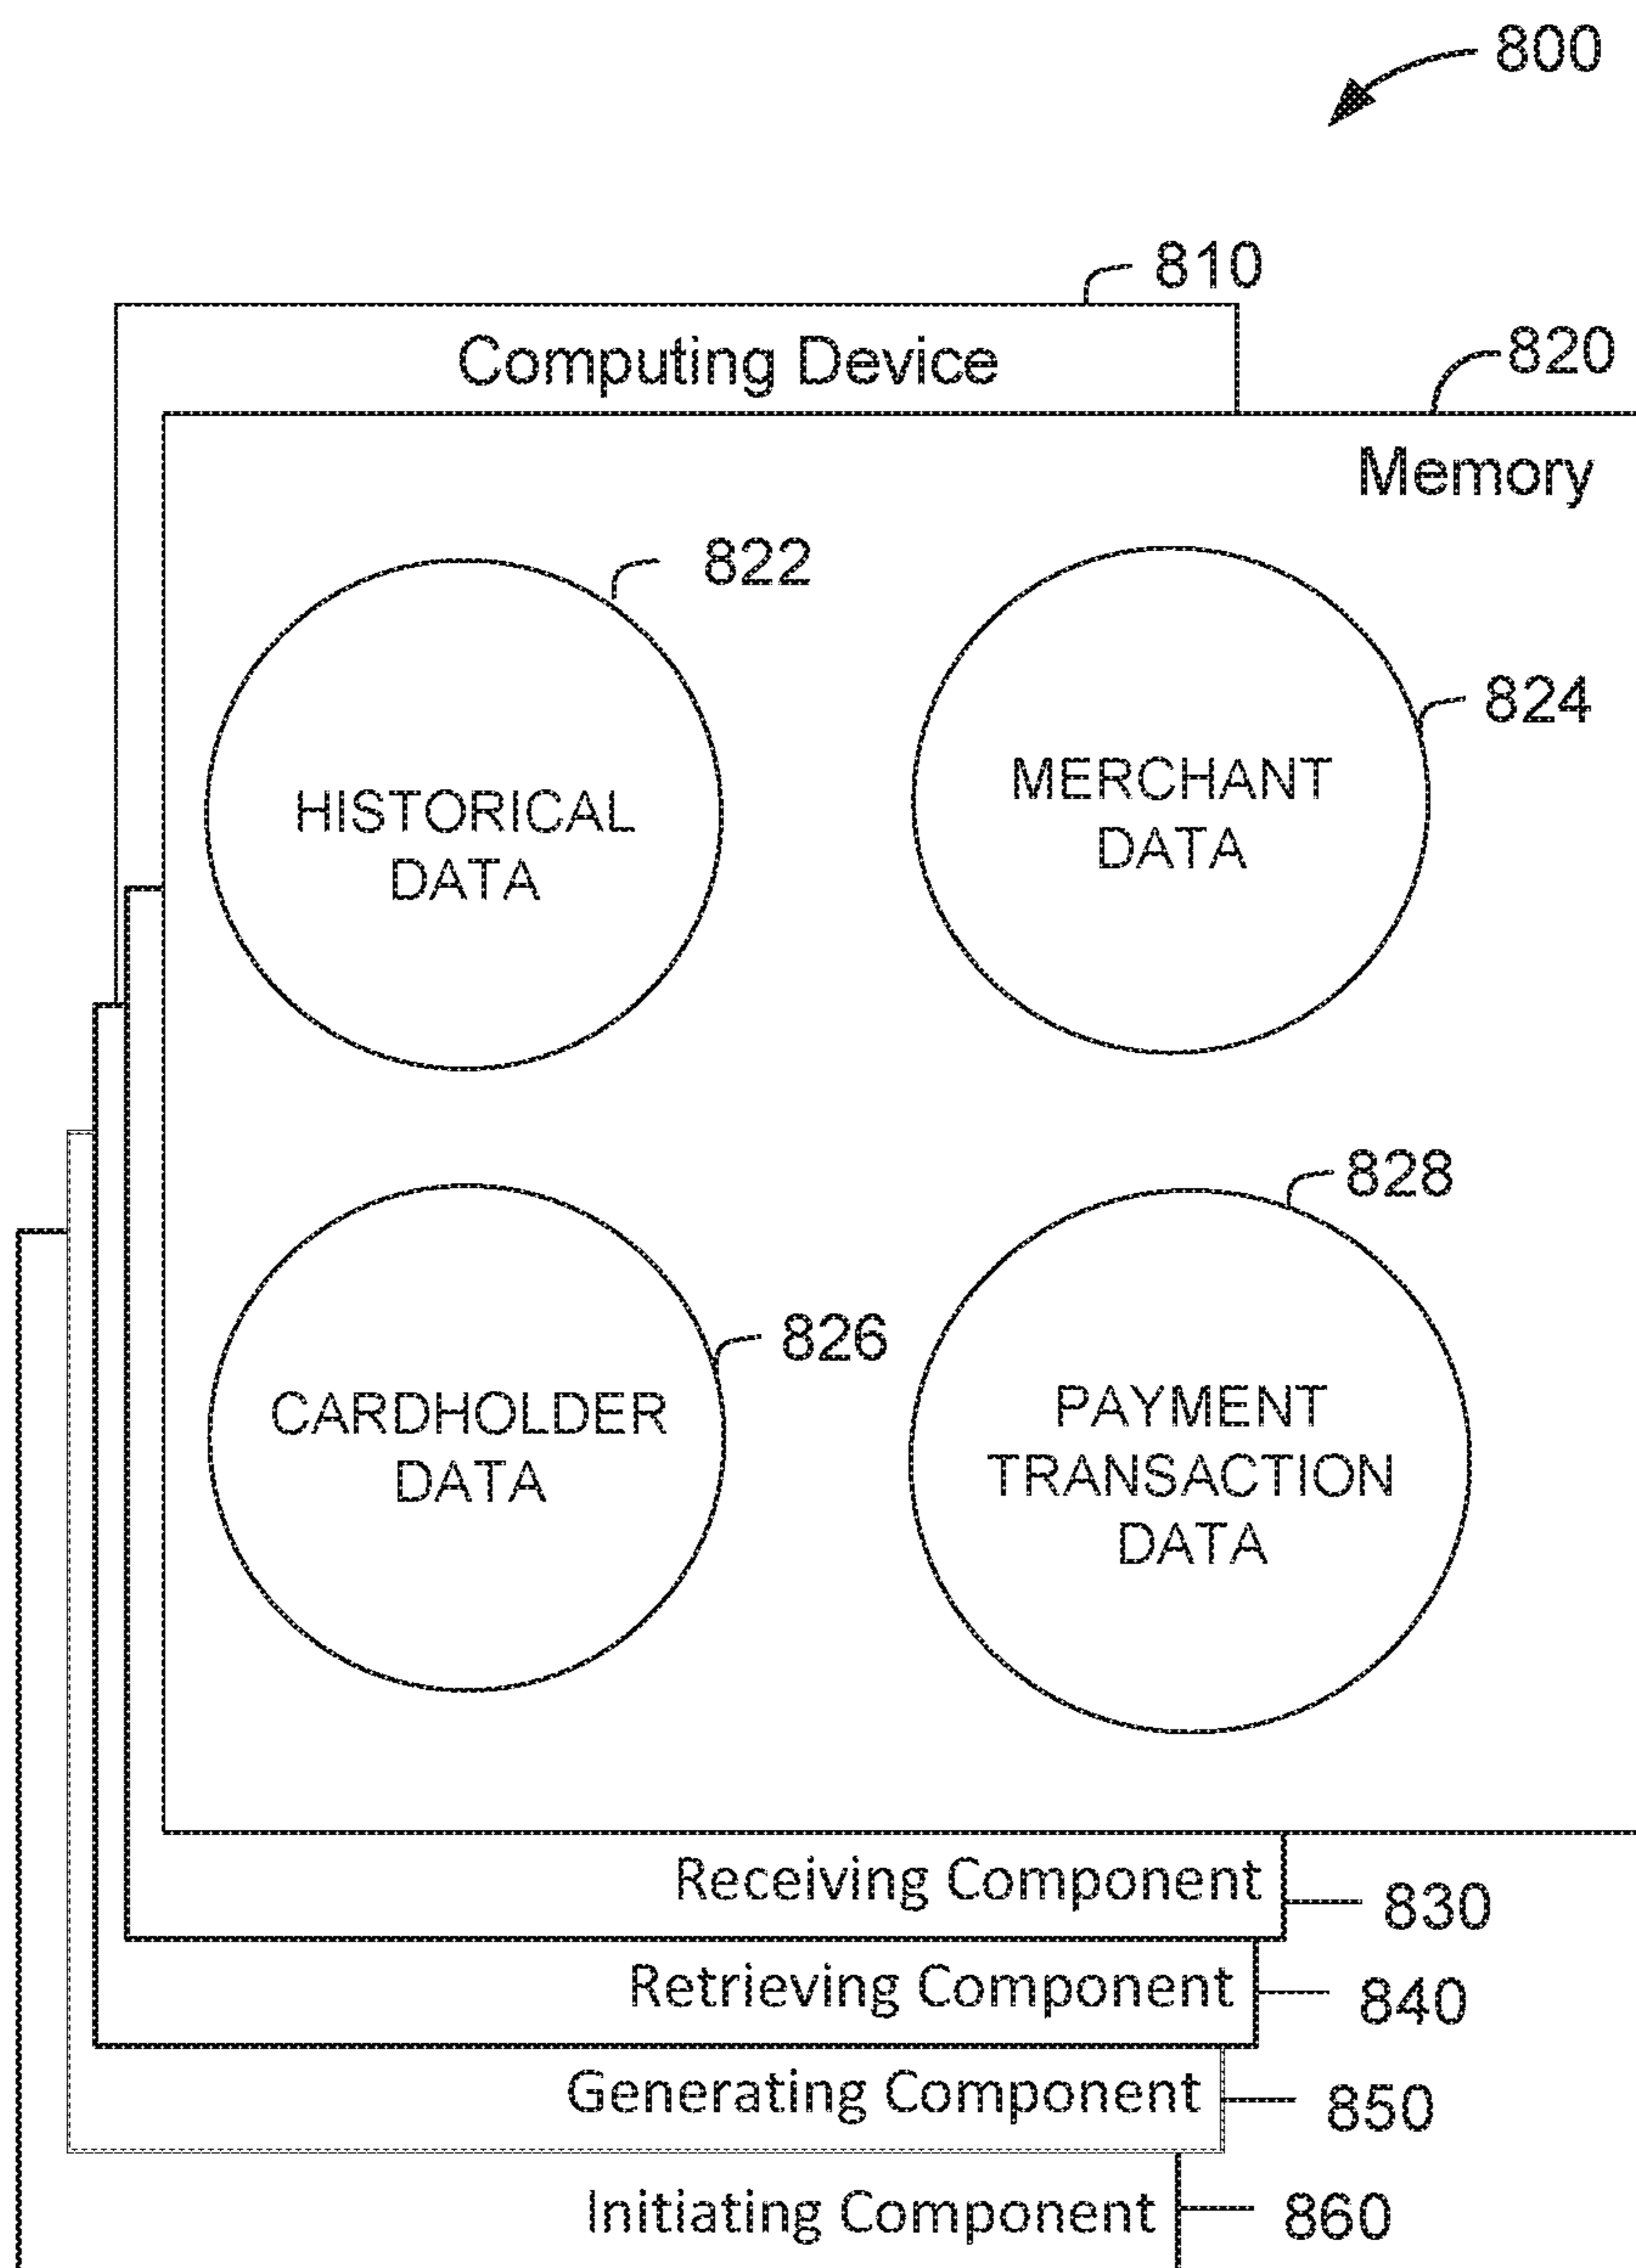 800
810
Computing Device
820
Memory
822
824
HISTORICAL
DATA
MERCHANT
DATA
828
826
CARDHOLDER
DATA
PAYMENT
TRANSACTION
DATA
Receiving Component
830
Retrieving Component
840
Generating Component
850
Initiating Component
860